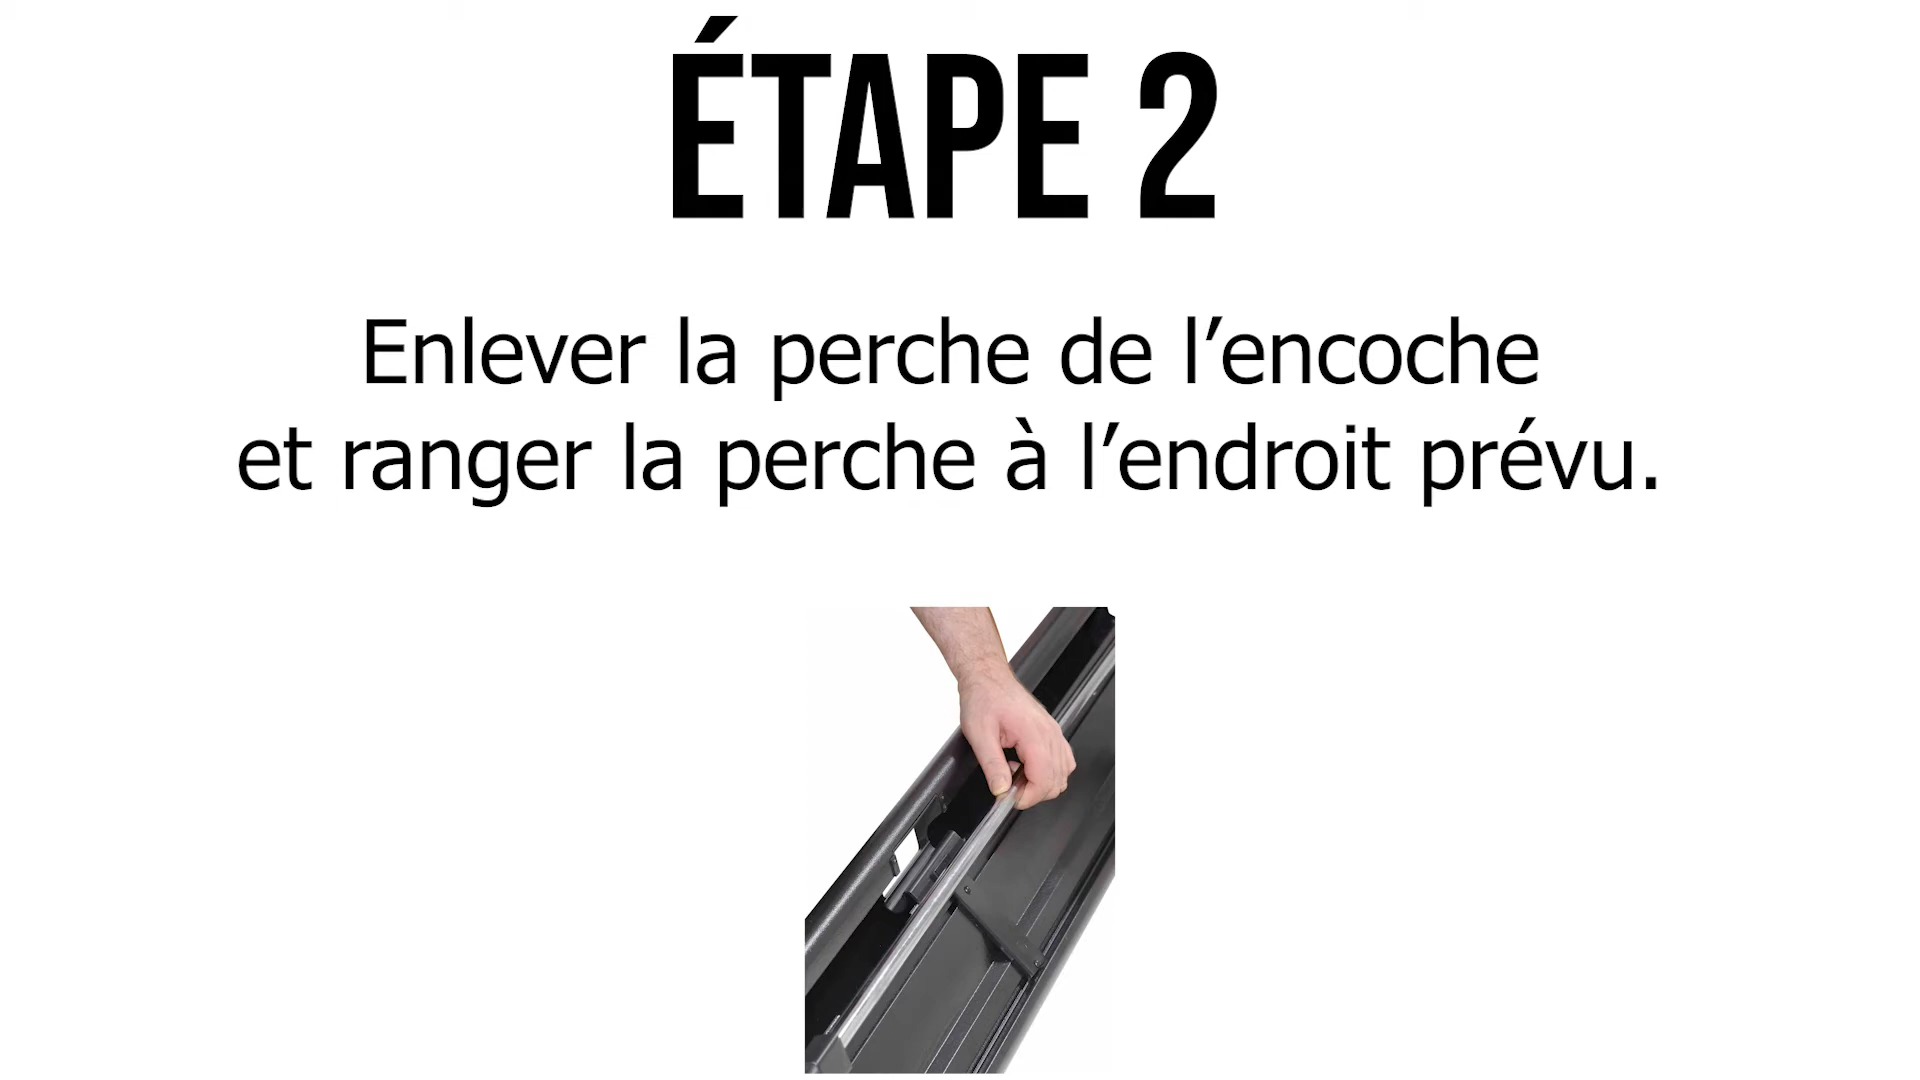 ÉTAPE 2
Enlever la perche de l’encoche
et ranger la perche à l’endroit prévu.